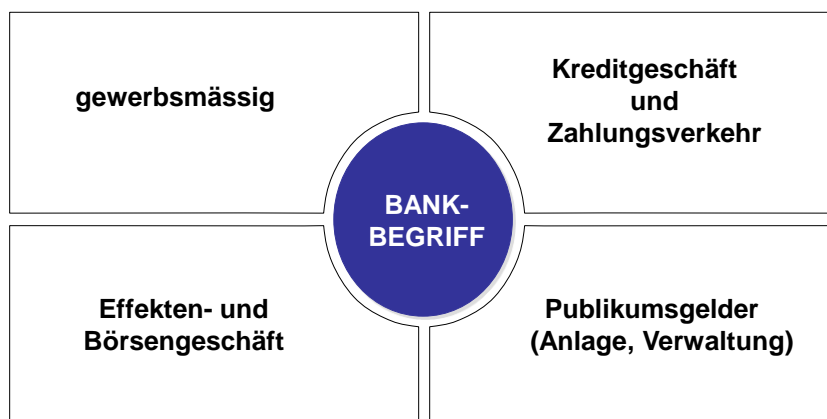 gewerbsmässig
Kreditgeschäft
und
Zahlungsverkehr
BANK-
BEGRIFF
Effekten- und
Börsengeschäft
Publikumsgelder
(Anlage, Verwaltung)